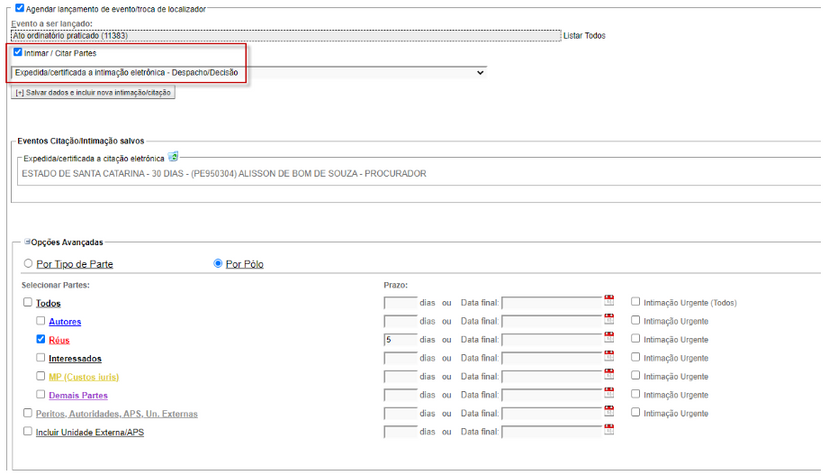 Agendar lançamento de evento/troca de localizador
Evento a ser lançado:
Ato ordinatório praticado (11383) Listar Todos
Intimar / Citar Partes
Expedida/certificada a intimação eletrônica - Despacho/Decisão
[+] Salvar dados e incluir nova intimação/citação
Eventos Citação/Intimação salvos
Expedida/certificada a citação eletrônica
ESTADO DE SANTA CATARINA - 30 DIAS - (PE950304) ALISSON DE BOM DE SOUZA - PROCURADOR
Opções Avançadas
Por Tipo de Parte Por Pólo
Selecionar Partes: Prazo:
Todos dias ou Data final: Intimação Urgente (Todos)
Autores dias ou Data final: Intimação Urgente
Réus 5 dias ou Data final: Intimação Urgente
Interessados dias ou Data final: Intimação Urgente
MP (Custos iuris) dias ou Data final: Intimação Urgente
Demais Partes dias ou Data final: Intimação Urgente
Peritos, Autoridades, APS, Un. Externas dias ou Data final: Intimação Urgente
Incluir Unidade Externa/APS dias ou Data final: